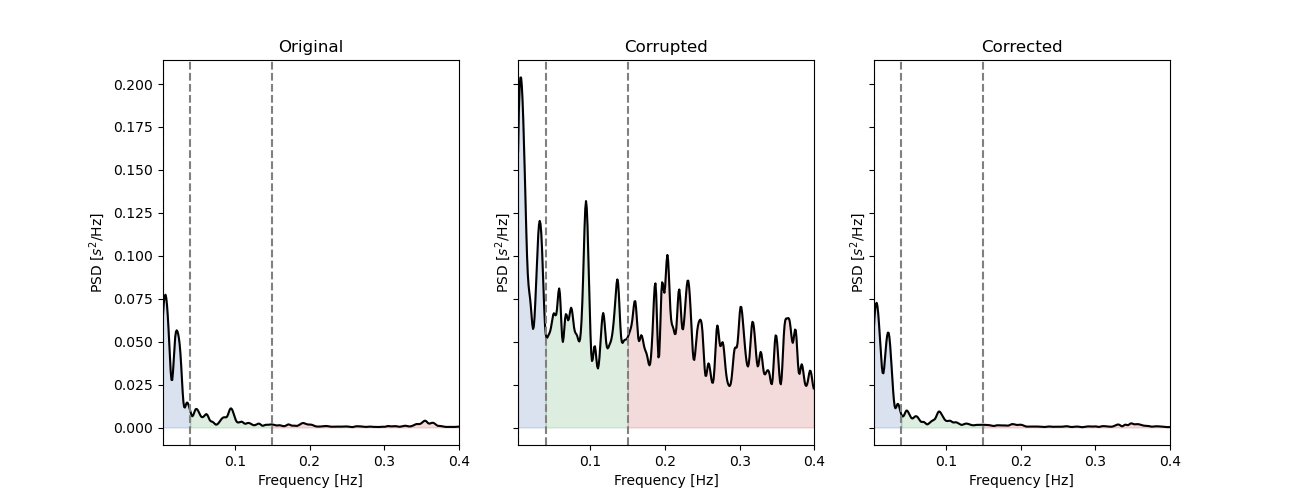 Original
Corrupted
Corrected
PSD [s²/Hz]
0.200
0.175
0.150
0.125
0.100
0.075
0.050
0.025
0.000
0.1 0.2 0.3 0.4
Frequency [Hz]
PSD [s²/Hz]
0.1 0.2 0.3 0.4
Frequency [Hz]
PSD [s²/Hz]
0.1 0.2 0.3 0.4
Frequency [Hz]